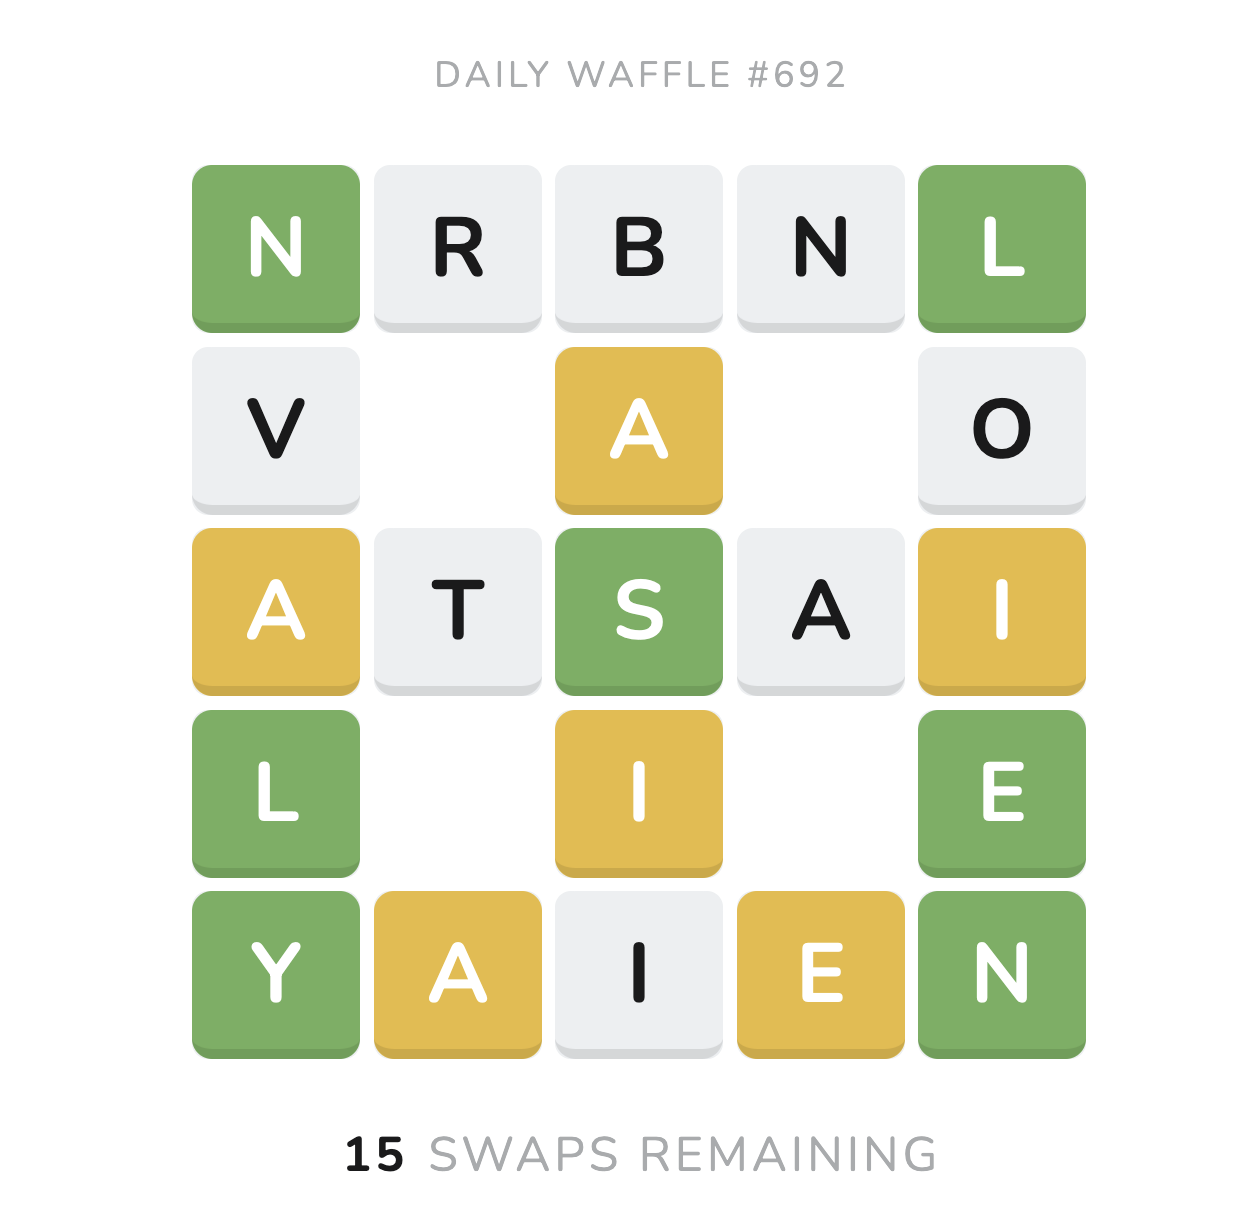 DAILY WAFFLE #692
N R B N L
V A O
A T S A I
L I E
Y A I E N
15 SWAPS REMAINING